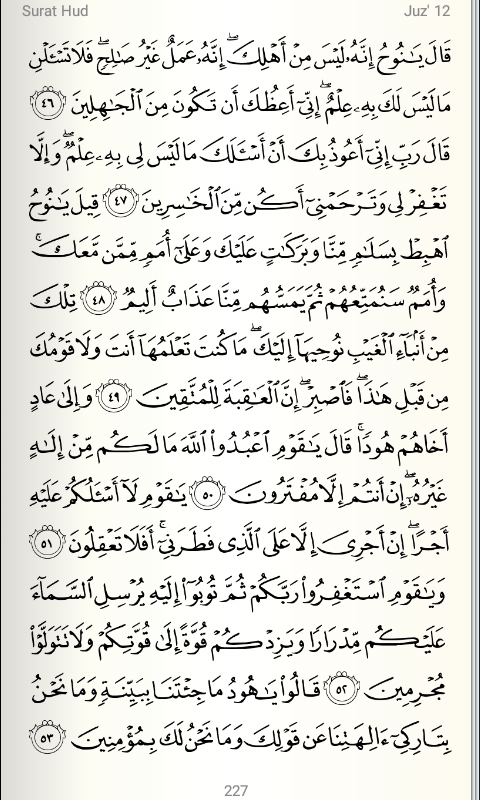 Surat Hud Juz' 12
قَالَ يَـٰنُوحُ إِنَّهُۥ لَيْسَ مِنْ أَهْلِكَ ۖ إِنَّهُۥ عَمَلٌ غَيْرُ صَـٰلِحٍ ۖ فَلَا تَسْـَٔلْنِ
مَا لَيْسَ لَكَ بِهِۦ عِلْمٌ ۖ إِنِّىٓ أَعِظُكَ أَن تَكُونَ مِنَ ٱلْجَـٰهِلِينَ ٤٦
قَالَ رَبِّ إِنِّىٓ أَعُوذُ بِكَ أَنْ أَسْـَٔلَكَ مَا لَيْسَ لِى بِهِۦ عِلْمٌ ۖ وَإِلَّا
تَغْفِرْ لِى وَتَرْحَمْنِىٓ أَكُن مِّنَ ٱلْخَـٰسِرِينَ ٤٧ قِيلَ يَـٰنُوحُ
ٱهْبِطْ بِسَلَـٰمٍ مِّنَّا وَبَرَكَـٰتٍ عَلَيْكَ وَعَلَىٰٓ أُمَمٍ مِّمَّن مَّعَكَ ۚ
وَأُمَمٌ سَنُمَتِّعُهُمْ ثُمَّ يَمَسُّهُم مِّنَّا عَذَابٌ أَلِيمٌ ٤٨ تِلْكَ
مِنْ أَنۢبَآءِ ٱلْغَيْبِ نُوحِيهَآ إِلَيْكَ ۖ مَا كُنتَ تَعْلَمُهَآ أَنتَ وَلَا قَوْمُكَ
مِن قَبْلِ هَـٰذَا ۖ فَٱصْبِرْ ۖ إِنَّ ٱلْعَـٰقِبَةَ لِلْمُتَّقِينَ ٤٩ وَإِلَىٰ عَادٍ
أَخَاهُمْ هُودًا ۚ قَالَ يَـٰقَوْمِ ٱعْبُدُوا۟ ٱللَّهَ مَا لَكُم مِّنْ إِلَـٰهٍ
غَيْرُهُۥٓ ۖ إِنْ أَنتُمْ إِلَّا مُفْتَرُونَ ٥٠ يَـٰقَوْمِ لَآ أَسْـَٔلُكُمْ عَلَيْهِ
أَجْرًا ۖ إِنْ أَجْرِىَ إِلَّا عَلَى ٱلَّذِى فَطَرَنِىٓ ۚ أَفَلَا تَعْقِلُونَ ٥١
وَيَـٰقَوْمِ ٱسْتَغْفِرُوا۟ رَبَّكُمْ ثُمَّ تُوبُوٓا۟ إِلَيْهِ يُرْسِلِ ٱلسَّمَآءَ
عَلَيْكُم مِّدْرَارًا وَيَزِدْكُمْ قُوَّةً إِلَىٰ قُوَّتِكُمْ وَلَا تَتَوَلَّوْا۟
مُجْرِمِينَ ٥٢ قَالُوا۟ يَـٰهُودُ مَا جِئْتَنَا بِبَيِّنَةٍ وَمَا نَحْنُ
بِتَارِكِىٓ ءَالِهَتِنَا عَن قَوْلِكَ وَمَا نَحْنُ لَكَ بِمُؤْمِنِينَ ٥٣
227